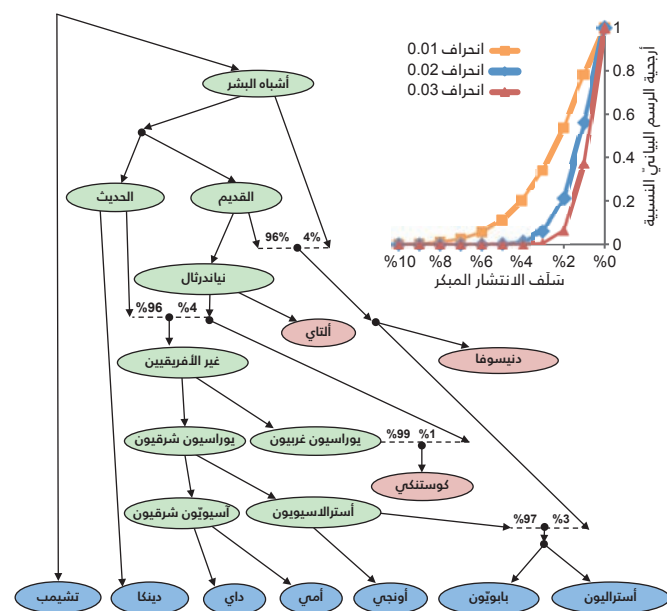 انحراف 0.01
انحراف 0.02
انحراف 0.03
1
0.8
0.6
0.4
0.2
0
أرجحية الرسم البيانيّ النسبية
%10 %8 %6 %4 %2 %0
سَلَف الانتشار المبكر
أشباه البشر
الحديث
القديم
96% 4%
نياندرثال
%96 %4
ألتاي
دنيسوفا
غير الأفريقيين
يوراسيون شرقيون
يوراسيون غربيون
%99 %1
كوستنكي
آسيويّون شرقيون
أسترالاسيويون
%97 %3
تشيمب
دينكا
داي
أمي
أونجي
بابويّون
أستراليون